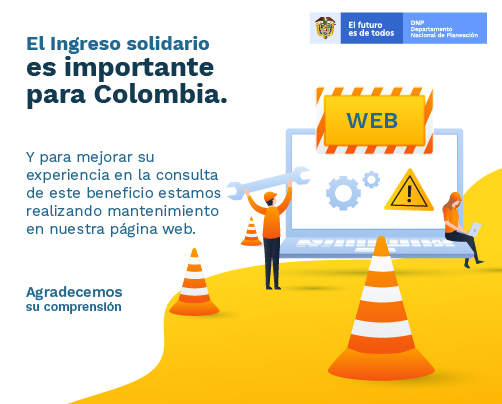 El Ingreso solidario
es importante
para Colombia.
El futuro
es de todos
DNP
Departamento
Nacional de Planeación
WEB
Y para mejorar su
experiencia en la consulta
de este beneficio estamos
realizando mantenimiento
en nuestra página web.
Agradecemos
su comprensión